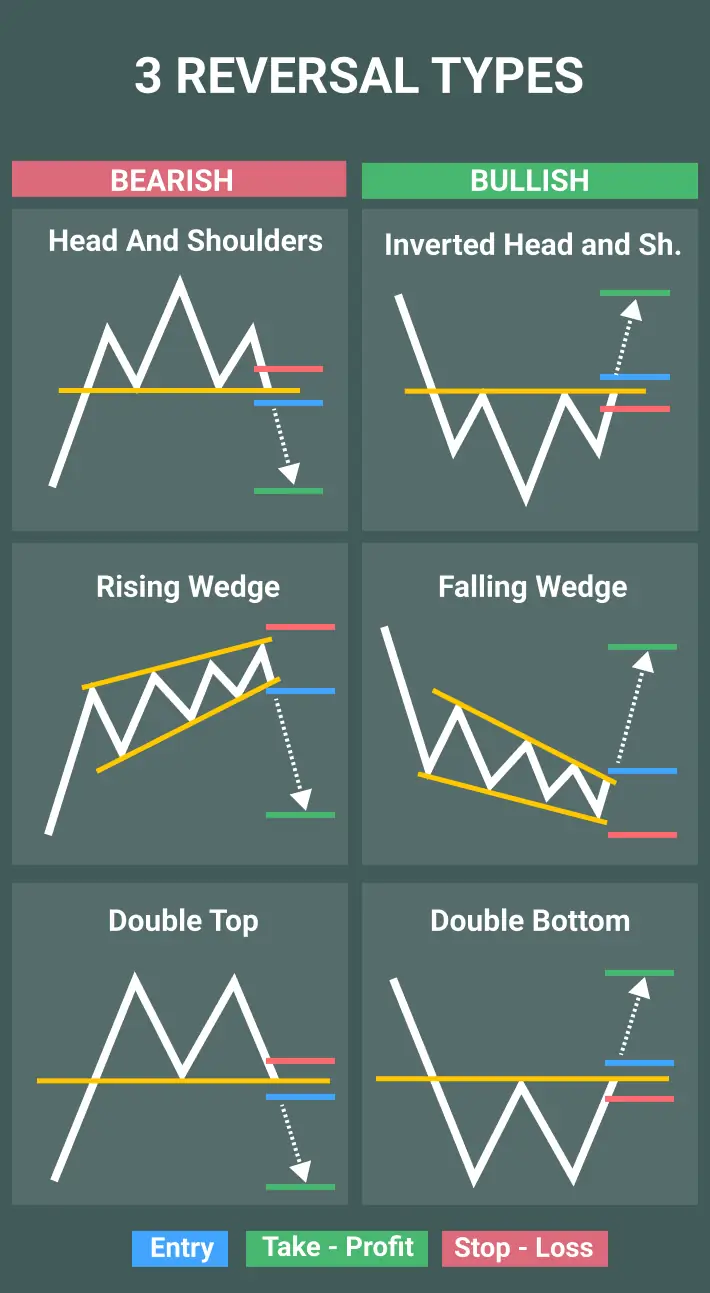 3 REVERSAL TYPES
BEARISH
BULLISH
Head And Shoulders
Inverted Head and Sh.
Rising Wedge
Falling Wedge
Double Top
Double Bottom
Entry
Take - Profit
Stop - Loss